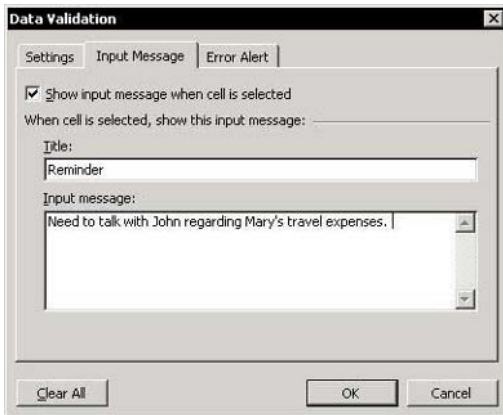 Data Validation
Settings Input Message Error Alert
Show input message when cell is selected
When cell is selected, show this input message:
Title:
Reminder
Input message:
Need to talk with John regarding Mary's travel expenses.
Clear All OK Cancel